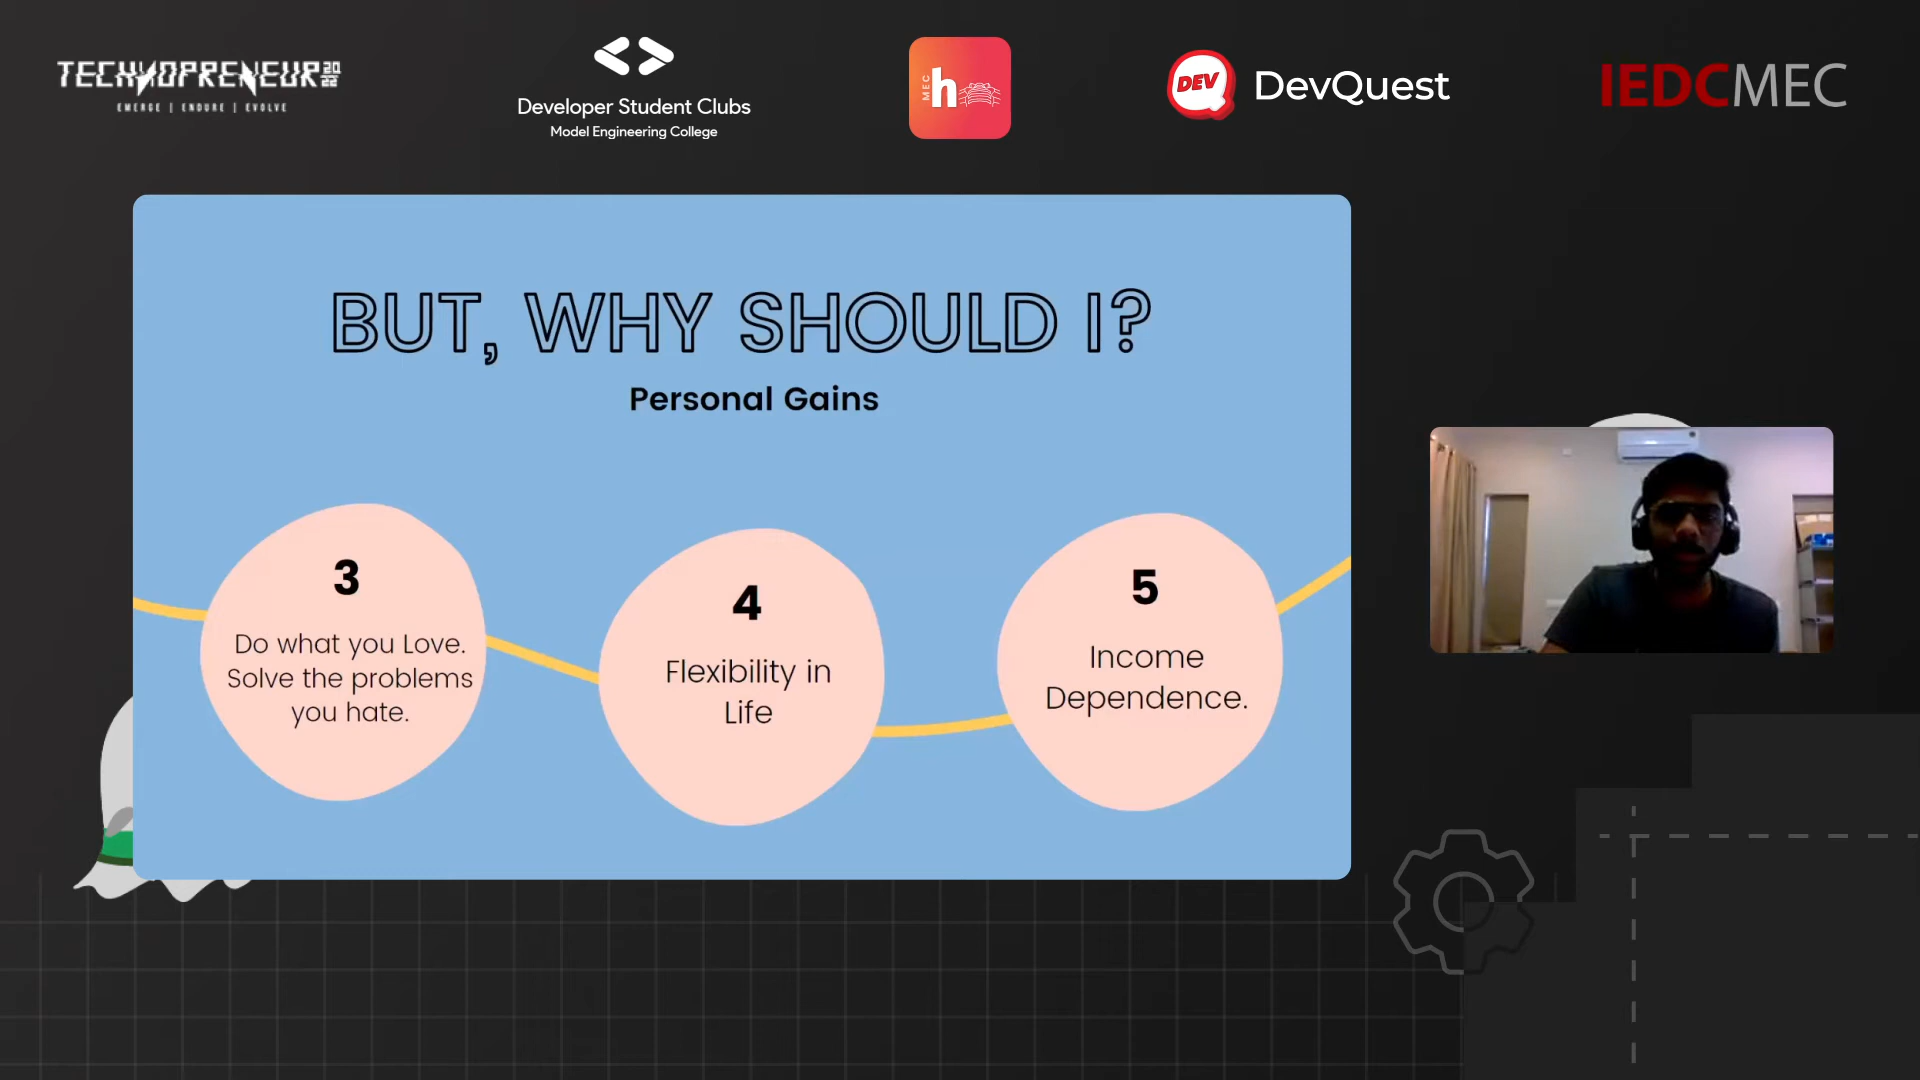 TECHNOPRENEUR 2022
EMERGE | ENDURE | EVOLVE
Developer Student Clubs
Model Engineering College
MEC
h
DEV
DevQuest
IEDCMEC
BUT, WHY SHOULD I?
Personal Gains
3
Do what you Love.
Solve the problems
you hate.
4
Flexibility in
Life
5
Income
Dependence.